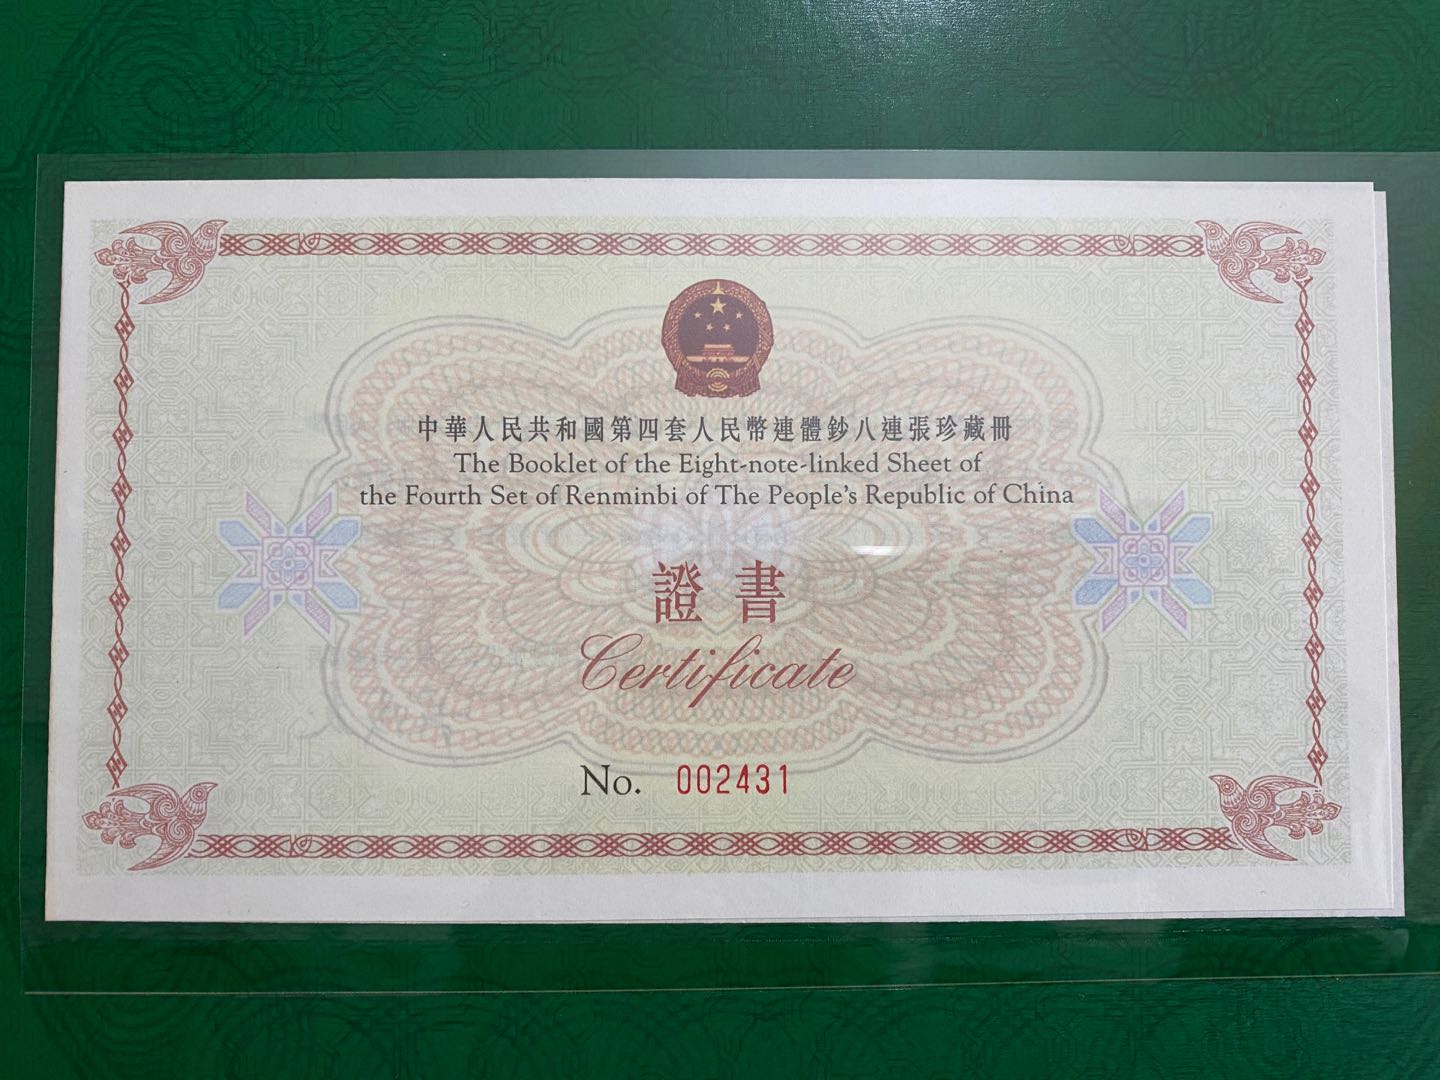 中華人民共和國第四套人民幣連體鈔八連張珍藏冊
The Booklet of the Eight-note-linked Sheet of
the Fourth Set of Renminbi of The People's Republic of China
證書
Certificate
No. 002431